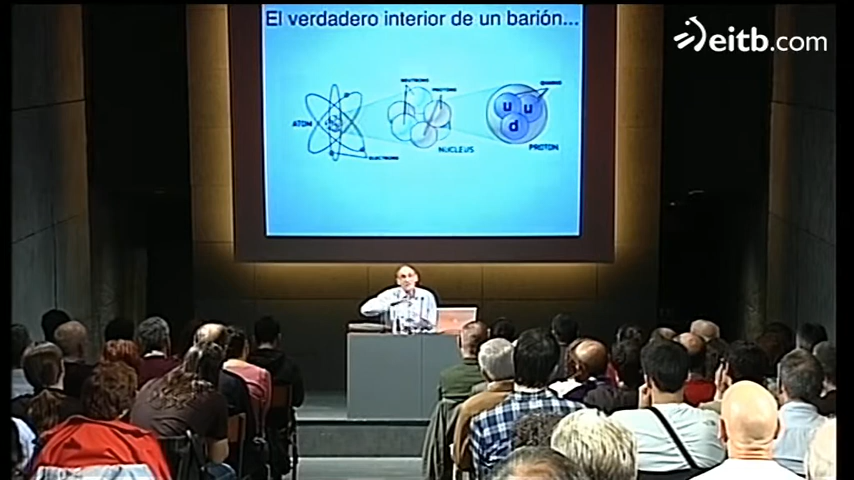 El verdadero interior de un barión...
eitb.com
NEUTRONS
PROTONS
QUARKS
u u
ATOM
d
NUCLEUS
PROTON
ELECTRONS